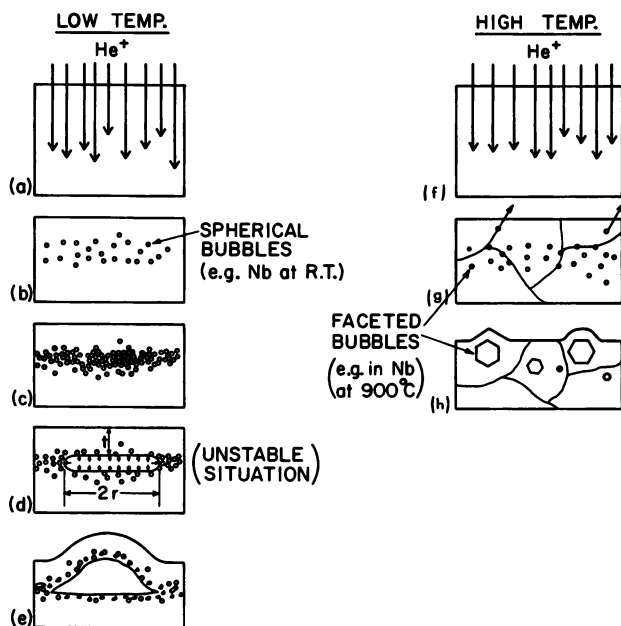 LOW TEMP.
He⁺
(a)
(b)
SPHERICAL
BUBBLES
(e.g. Nb at R.T.)
(c)
(d)
t
2r
(UNSTABLE
SITUATION)
(e)
HIGH TEMP.
He⁺
(f)
(g)
FACETED
BUBBLES
(e.g. in Nb
at 900°C)
(h)